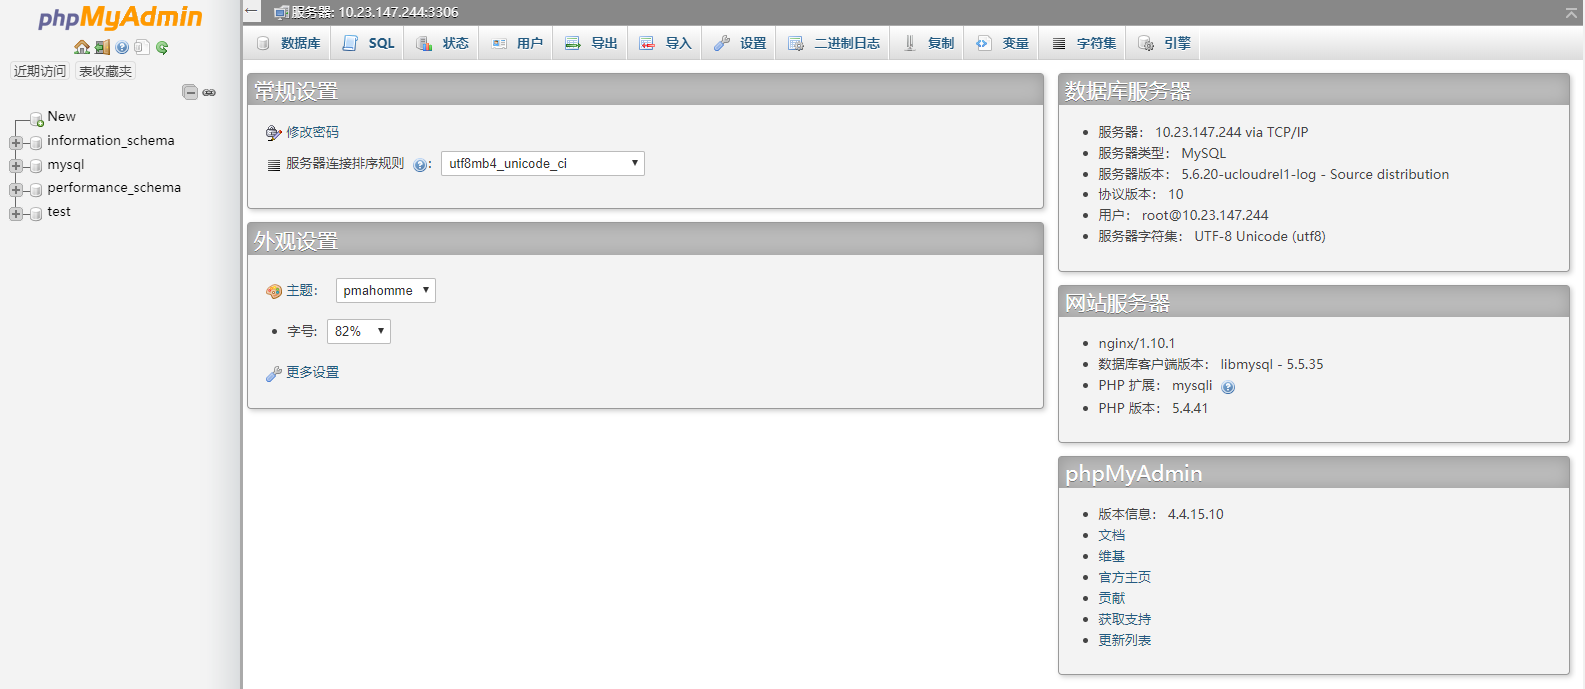 phpMyAdmin
近期访问 表收藏夹
New
information_schema
mysql
performance_schema
test
服务器: 10.23.147.244:3306
数据库 SQL 状态 用户 导出 导入 设置 二进制日志 复制 变量 字符集 引擎
常规设置
修改密码
服务器连接排序规则 : utf8mb4_unicode_ci
外观设置
主题: pmahomme
字号: 82%
更多设置
数据库服务器
服务器: 10.23.147.244 via TCP/IP
服务器类型: MySQL
服务器版本: 5.6.20-ucloudrel1-log - Source distribution
协议版本: 10
用户: root@10.23.147.244
服务器字符集: UTF-8 Unicode (utf8)
网站服务器
nginx/1.10.1
数据库客户端版本: libmysql - 5.5.35
PHP 扩展: mysqli
PHP 版本: 5.4.41
phpMyAdmin
版本信息: 4.4.15.10
文档
维基
官方主页
贡献
获取支持
更新列表